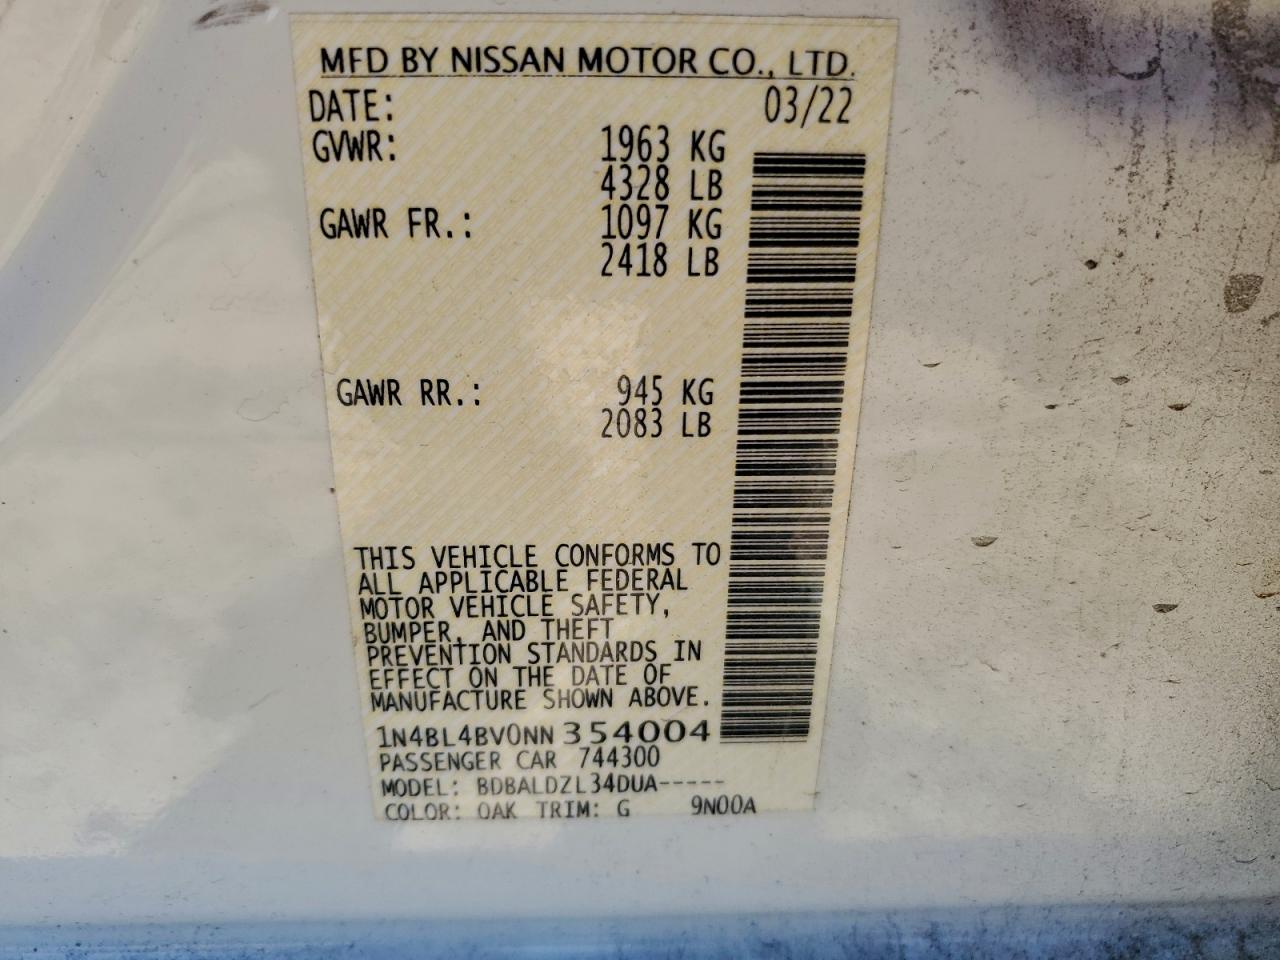 MFD BY NISSAN MOTOR CO., LTD.
DATE: 03/22
GVWR: 1963 KG
4328 LB
GAWR FR.: 1097 KG
2418 LB
GAWR RR.: 945 KG
2083 LB
THIS VEHICLE CONFORMS TO
ALL APPLICABLE FEDERAL
MOTOR VEHICLE SAFETY,
BUMPER, AND THEFT
PREVENTION STANDARDS IN
EFFECT ON THE DATE OF
MANUFACTURE SHOWN ABOVE.
1N4BL4BV0NN354004
PASSENGER CAR 744300
MODEL: BDBALDZL34DUA-----
COLOR: QAK TRIM: G 9N00A